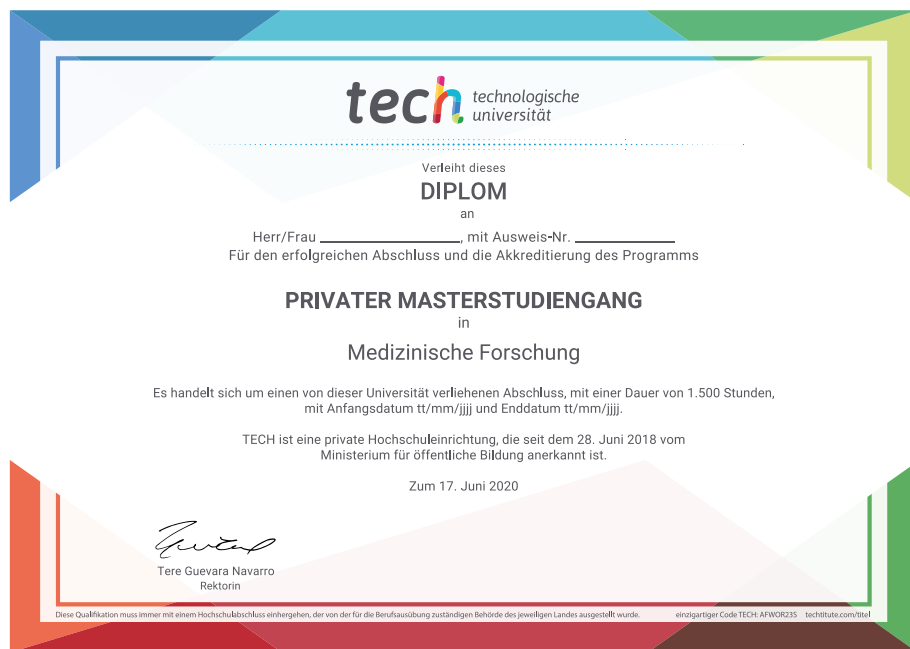 tech technologische
universität
Verleiht dieses
DIPLOM
an
Herr/Frau ____________________, mit Ausweis-Nr. ______________
Für den erfolgreichen Abschluss und die Akkreditierung des Programms
PRIVATER MASTERSTUDIENGANG
in
Medizinische Forschung
Es handelt sich um einen von dieser Universität verliehenen Abschluss, mit einer Dauer von 1.500 Stunden,
mit Anfangsdatum tt/mm/jjjj und Enddatum tt/mm/jjjj.
TECH ist eine private Hochschuleinrichtung, die seit dem 28. Juni 2018 vom
Ministerium für öffentliche Bildung anerkannt ist.
Zum 17. Juni 2020
Tere Guevara Navarro
Rektorin
Diese Qualifikation muss immer mit einem Hochschulabschluss einhergehen, der von der für die Berufsausübung zuständigen Behörde des jeweiligen Landes ausgestellt wurde. einzigartiger Code TECH: AFWOR23S techtitute.com/titel